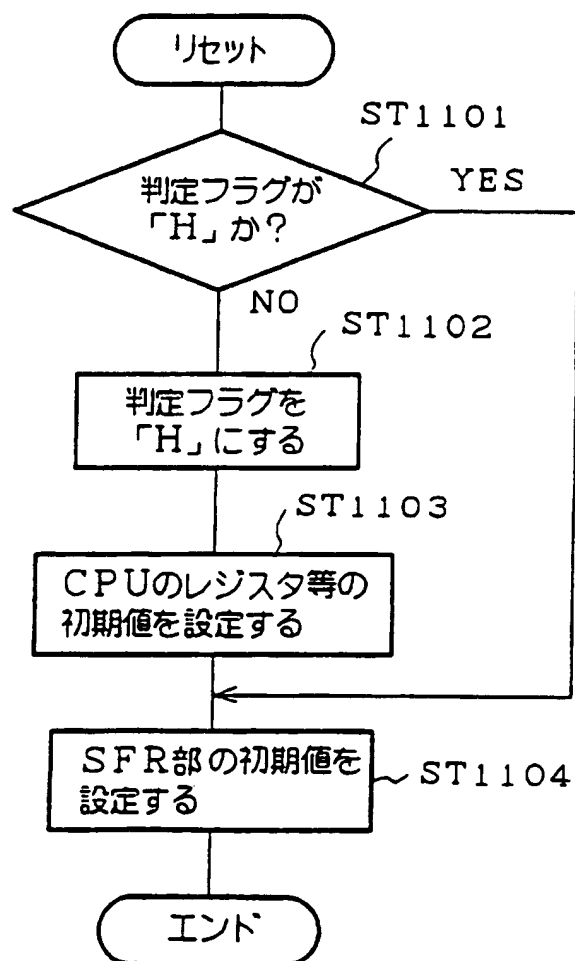 リセット
ST1101
判定フラグが
「H」か?
YES
NO
ST1102
判定フラグを
「H」にする
ST1103
CPUのレジスタ等の
初期値を設定する
SFR部の初期値を
設定する
ST1104
エンド